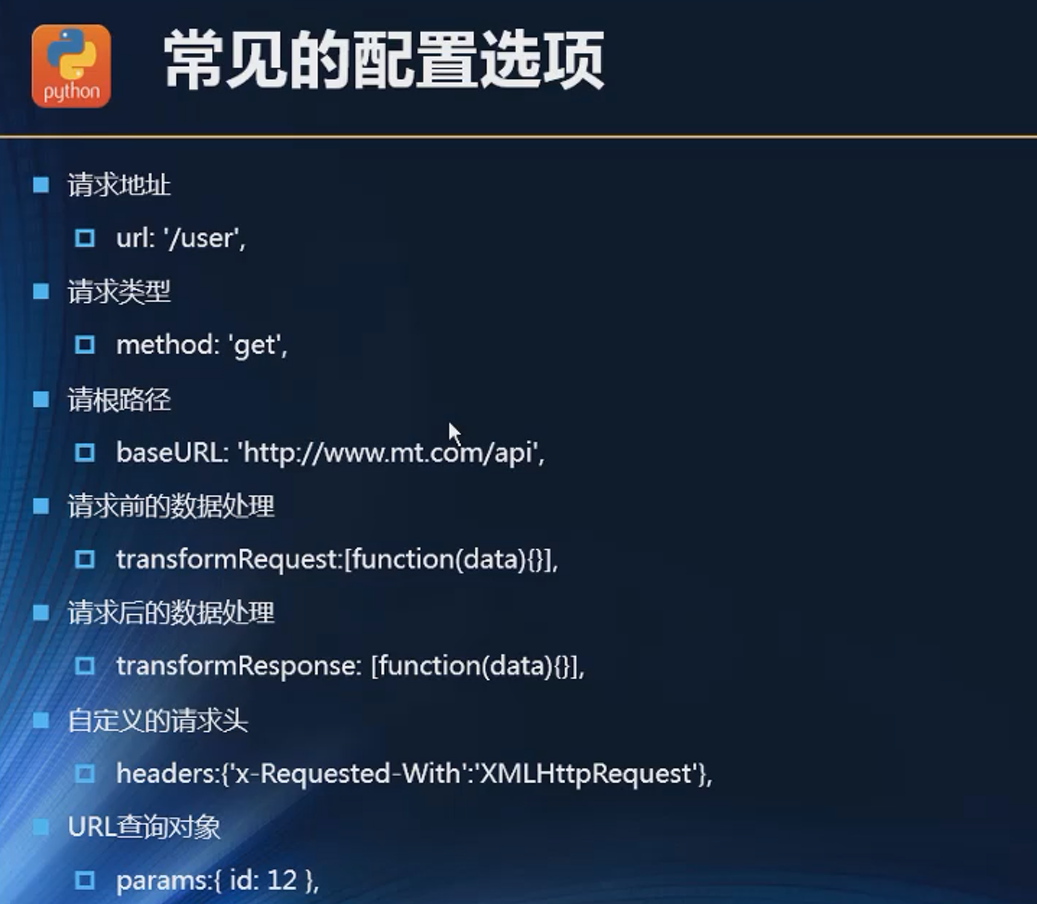 python
常见的配置选项
请求地址
url: '/user',
请求类型
method: 'get',
请根路径
baseURL: 'http://www.mt.com/api',
请求前的数据处理
transformRequest:[function(data){}],
请求后的数据处理
transformResponse: [function(data){}],
自定义的请求头
headers:{'x-Requested-With':'XMLHttpRequest'},
URL查询对象
params:{ id: 12 },